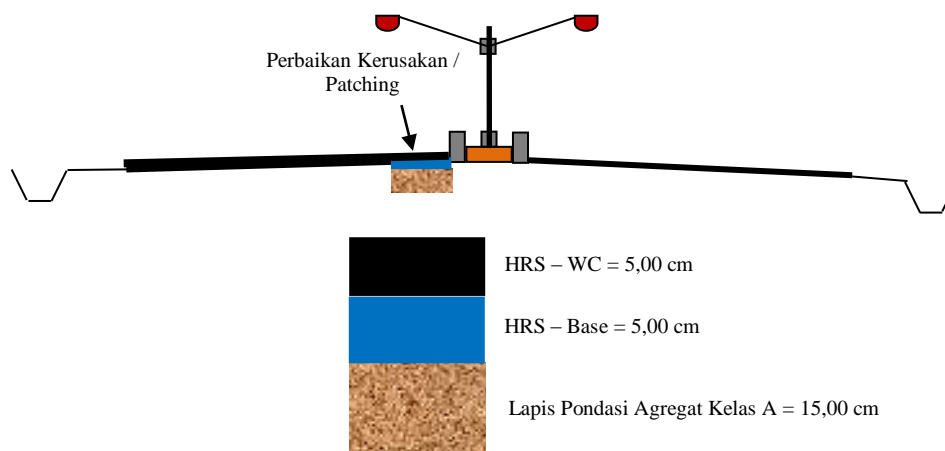 Perbaikan Kerusakan /
Patching
HRS – WC = 5,00 cm
HRS – Base = 5,00 cm
Lapis Pondasi Agregat Kelas A = 15,00 cm